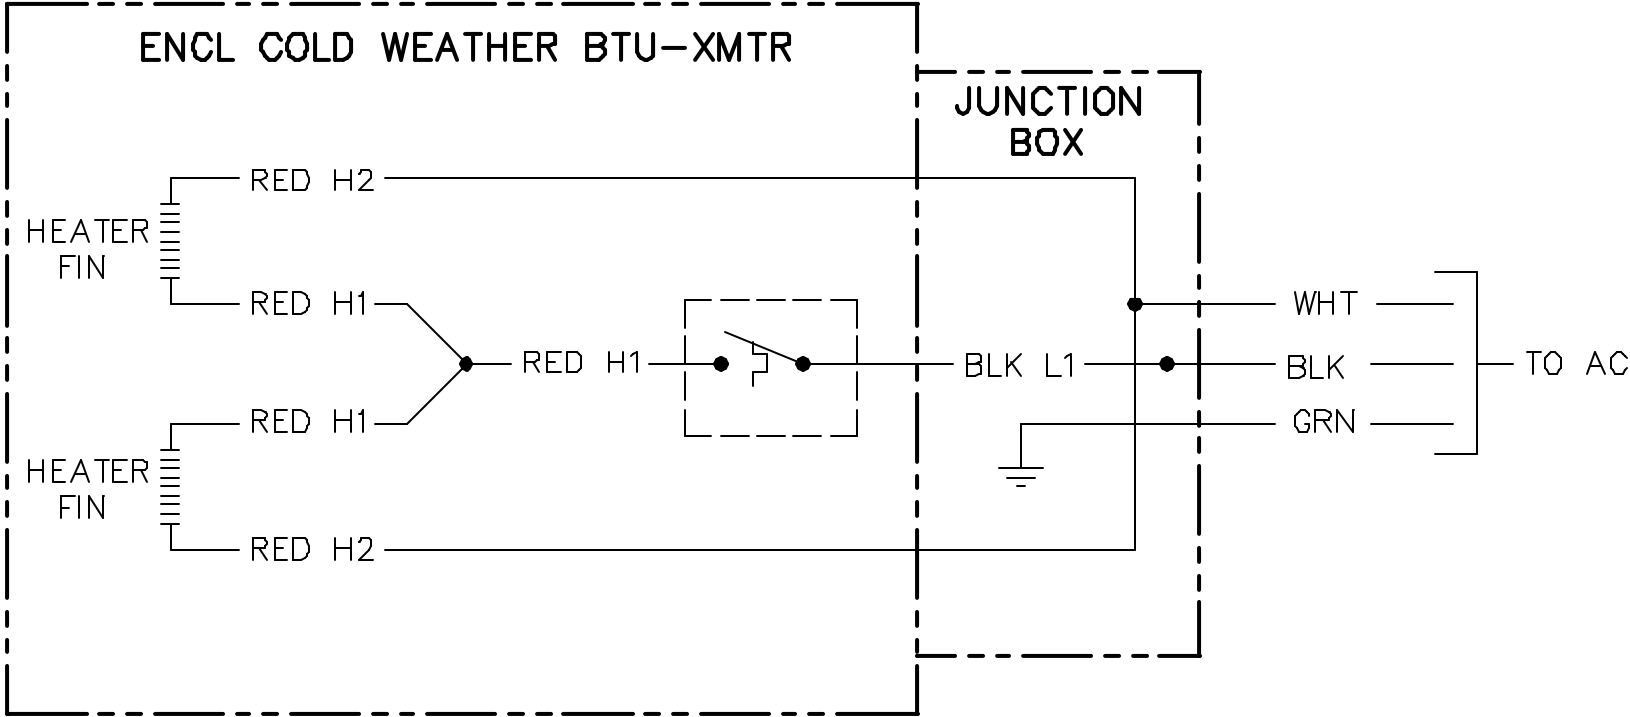 ENCL COLD WEATHER BTU-XMTR
JUNCTION
BOX
RED H2
HEATER
FIN
RED H1
WHT
RED H1
BLK L1
BLK
TO AC
RED H1
GRN
HEATER
FIN
RED H2